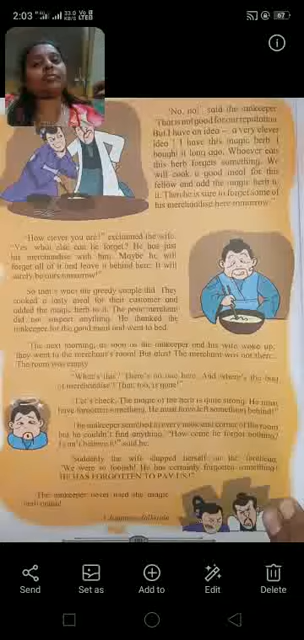 2:03
67
"No, no!" said the innkeeper.
That is not good for our reputation
But I have an idea — a very clever
idea ! I have this magic herb I
bought it long ago. Whoever eats
this herb forgets something. We
will cook a good meal for this
fellow and add the magic herb to
it. Then he is sure to forget some of
his merchandise here tomorrow."
"How clever you are!" exclaimed the wife.
"Yes what else can he forget? He has just
his merchandise with him. Maybe he will
forget all of it and leave it behind here. It will
surely be ours tomorrow!"
So that's what the greedy couple did. They
cooked a tasty meal for their customer and
added the magic herb to it. The poor merchant
did not suspect anything. He thanked the
innkeeper for the good meal and went to bed.
The next morning, as soon as the innkeeper and his wife woke up,
they went to the merchant's room! But alas! The merchant was not there.
The room was empty
"Where's this? There's no one here. And where's the bag
of merchandise? That, too, is gone!"
"Let's check. The magic of the herb is quite strong. He must
have forgotten something. He must have left something behind!"
The innkeeper searched in every nook and corner of the room
but he couldn't find anything. "How come he forgot nothing?
I can't believe it!" said he.
Suddenly the wife slapped herself on the forehead.
"We were so foolish! He has certainly forgotten something!
HE HAS FORGOTTEN TO PAY US!"
The innkeeper never used the magic
herb again!
A Japanese folktale
Send
Set as
Add to
Edit
Delete